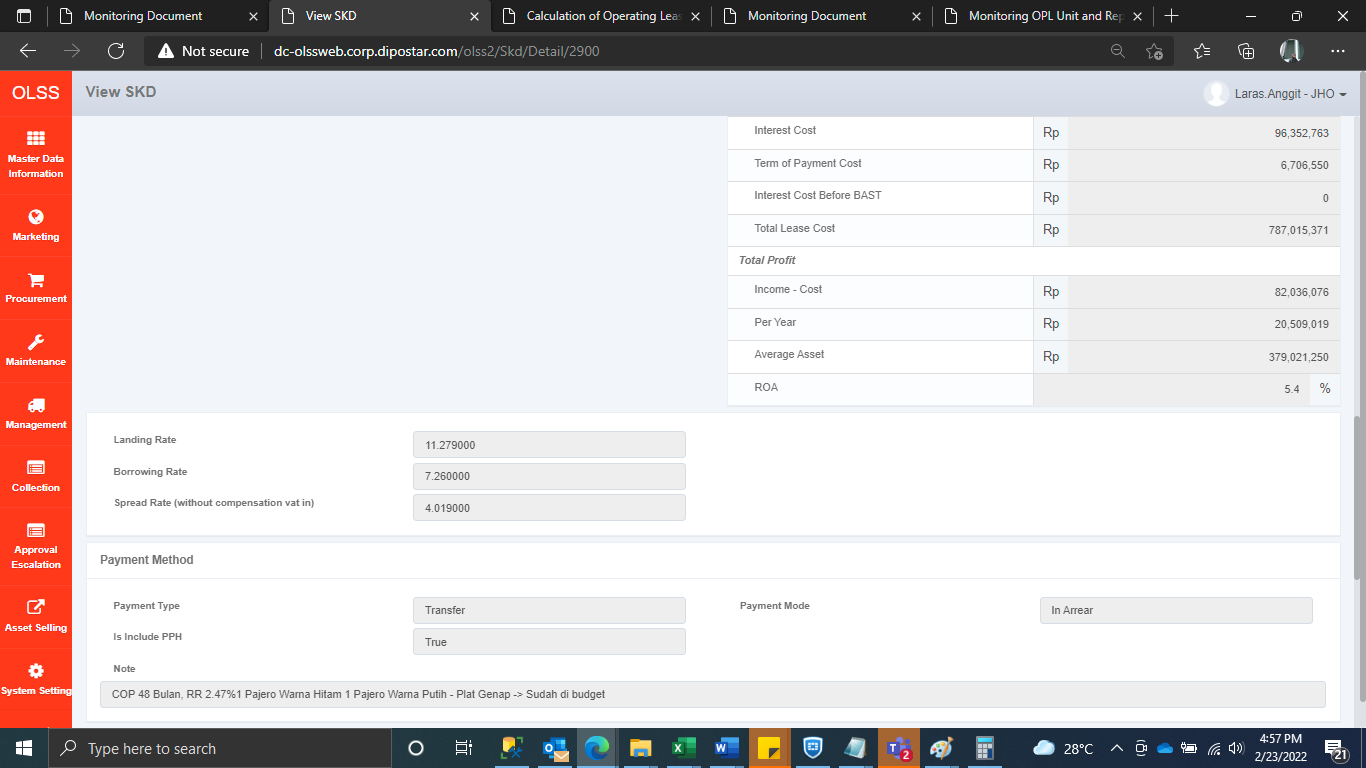 Monitoring Document
View SKD
Calculation of Operating Leas
Monitoring Document
Monitoring OPL Unit and Rep
Not secure
dc-olssweb.corp.dipostar.com/olss2/Skd/Detail/2900
OLSS
View SKD
Laras.Anggit - JHO
Master Data
Information
Marketing
Procurement
Maintenance
Management
Collection
Approval
Escalation
Asset Selling
System Setting
Interest Cost Rp 96,352,763
Term of Payment Cost Rp 6,706,550
Interest Cost Before BAST Rp 0
Total Lease Cost Rp 787,015,371
Total Profit
Income - Cost Rp 82,036,076
Per Year Rp 20,509,019
Average Asset Rp 379,021,250
ROA 5.4 %
Landing Rate 11.279000
Borrowing Rate 7.260000
Spread Rate (without compensation vat in) 4.019000
Payment Method
Payment Type Transfer Payment Mode In Arrear
Is Include PPH True
Note
COP 48 Bulan, RR 2.47%1 Pajero Warna Hitam 1 Pajero Warna Putih - Plat Genap -> Sudah di budget
Type here to search
2
28°C
4:57 PM
2/23/2022
21